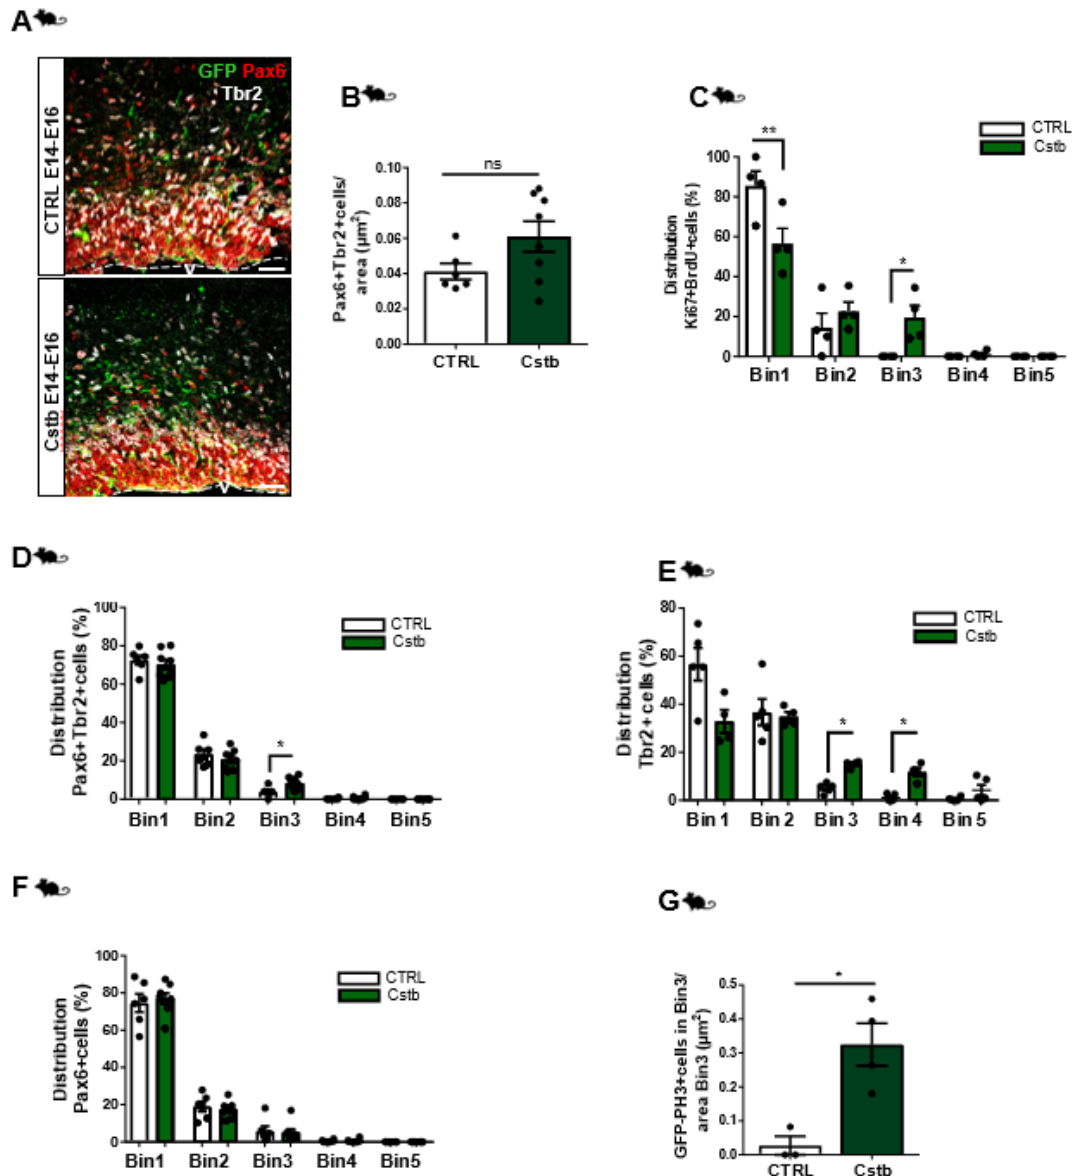 A
GFP Pax6
Tbr2
CTRL E14-E16
V
Cstb E14-E16
V
B
ns
0.10
0.08
0.06
0.04
0.02
0.00
Pax6+Tbr2+cells/
area (μm²)
CTRL Cstb
C
CTRL
Cstb
**
*
100
80
60
40
20
0
Distribution
Ki67+BrdU+cells (%)
Bin1 Bin2 Bin3 Bin4 Bin5
D
CTRL
Cstb
*
100
80
60
40
20
0
Distribution
Pax6+Tbr2+cells (%)
Bin1 Bin2 Bin3 Bin4 Bin5
E
CTRL
Cstb
* *
80
60
40
20
0
Distribution
Tbr2+ cells (%)
Bin 1 Bin 2 Bin 3 Bin 4 Bin 5
F
CTRL
Cstb
100
80
60
40
20
0
Distribution
Pax6+cells (%)
Bin1 Bin2 Bin3 Bin4 Bin5
G
*
0.5
0.4
0.3
0.2
0.1
0.0
GFP-PH3+cells in Bin3/
area Bin3 (μm²)
CTRL Cstb